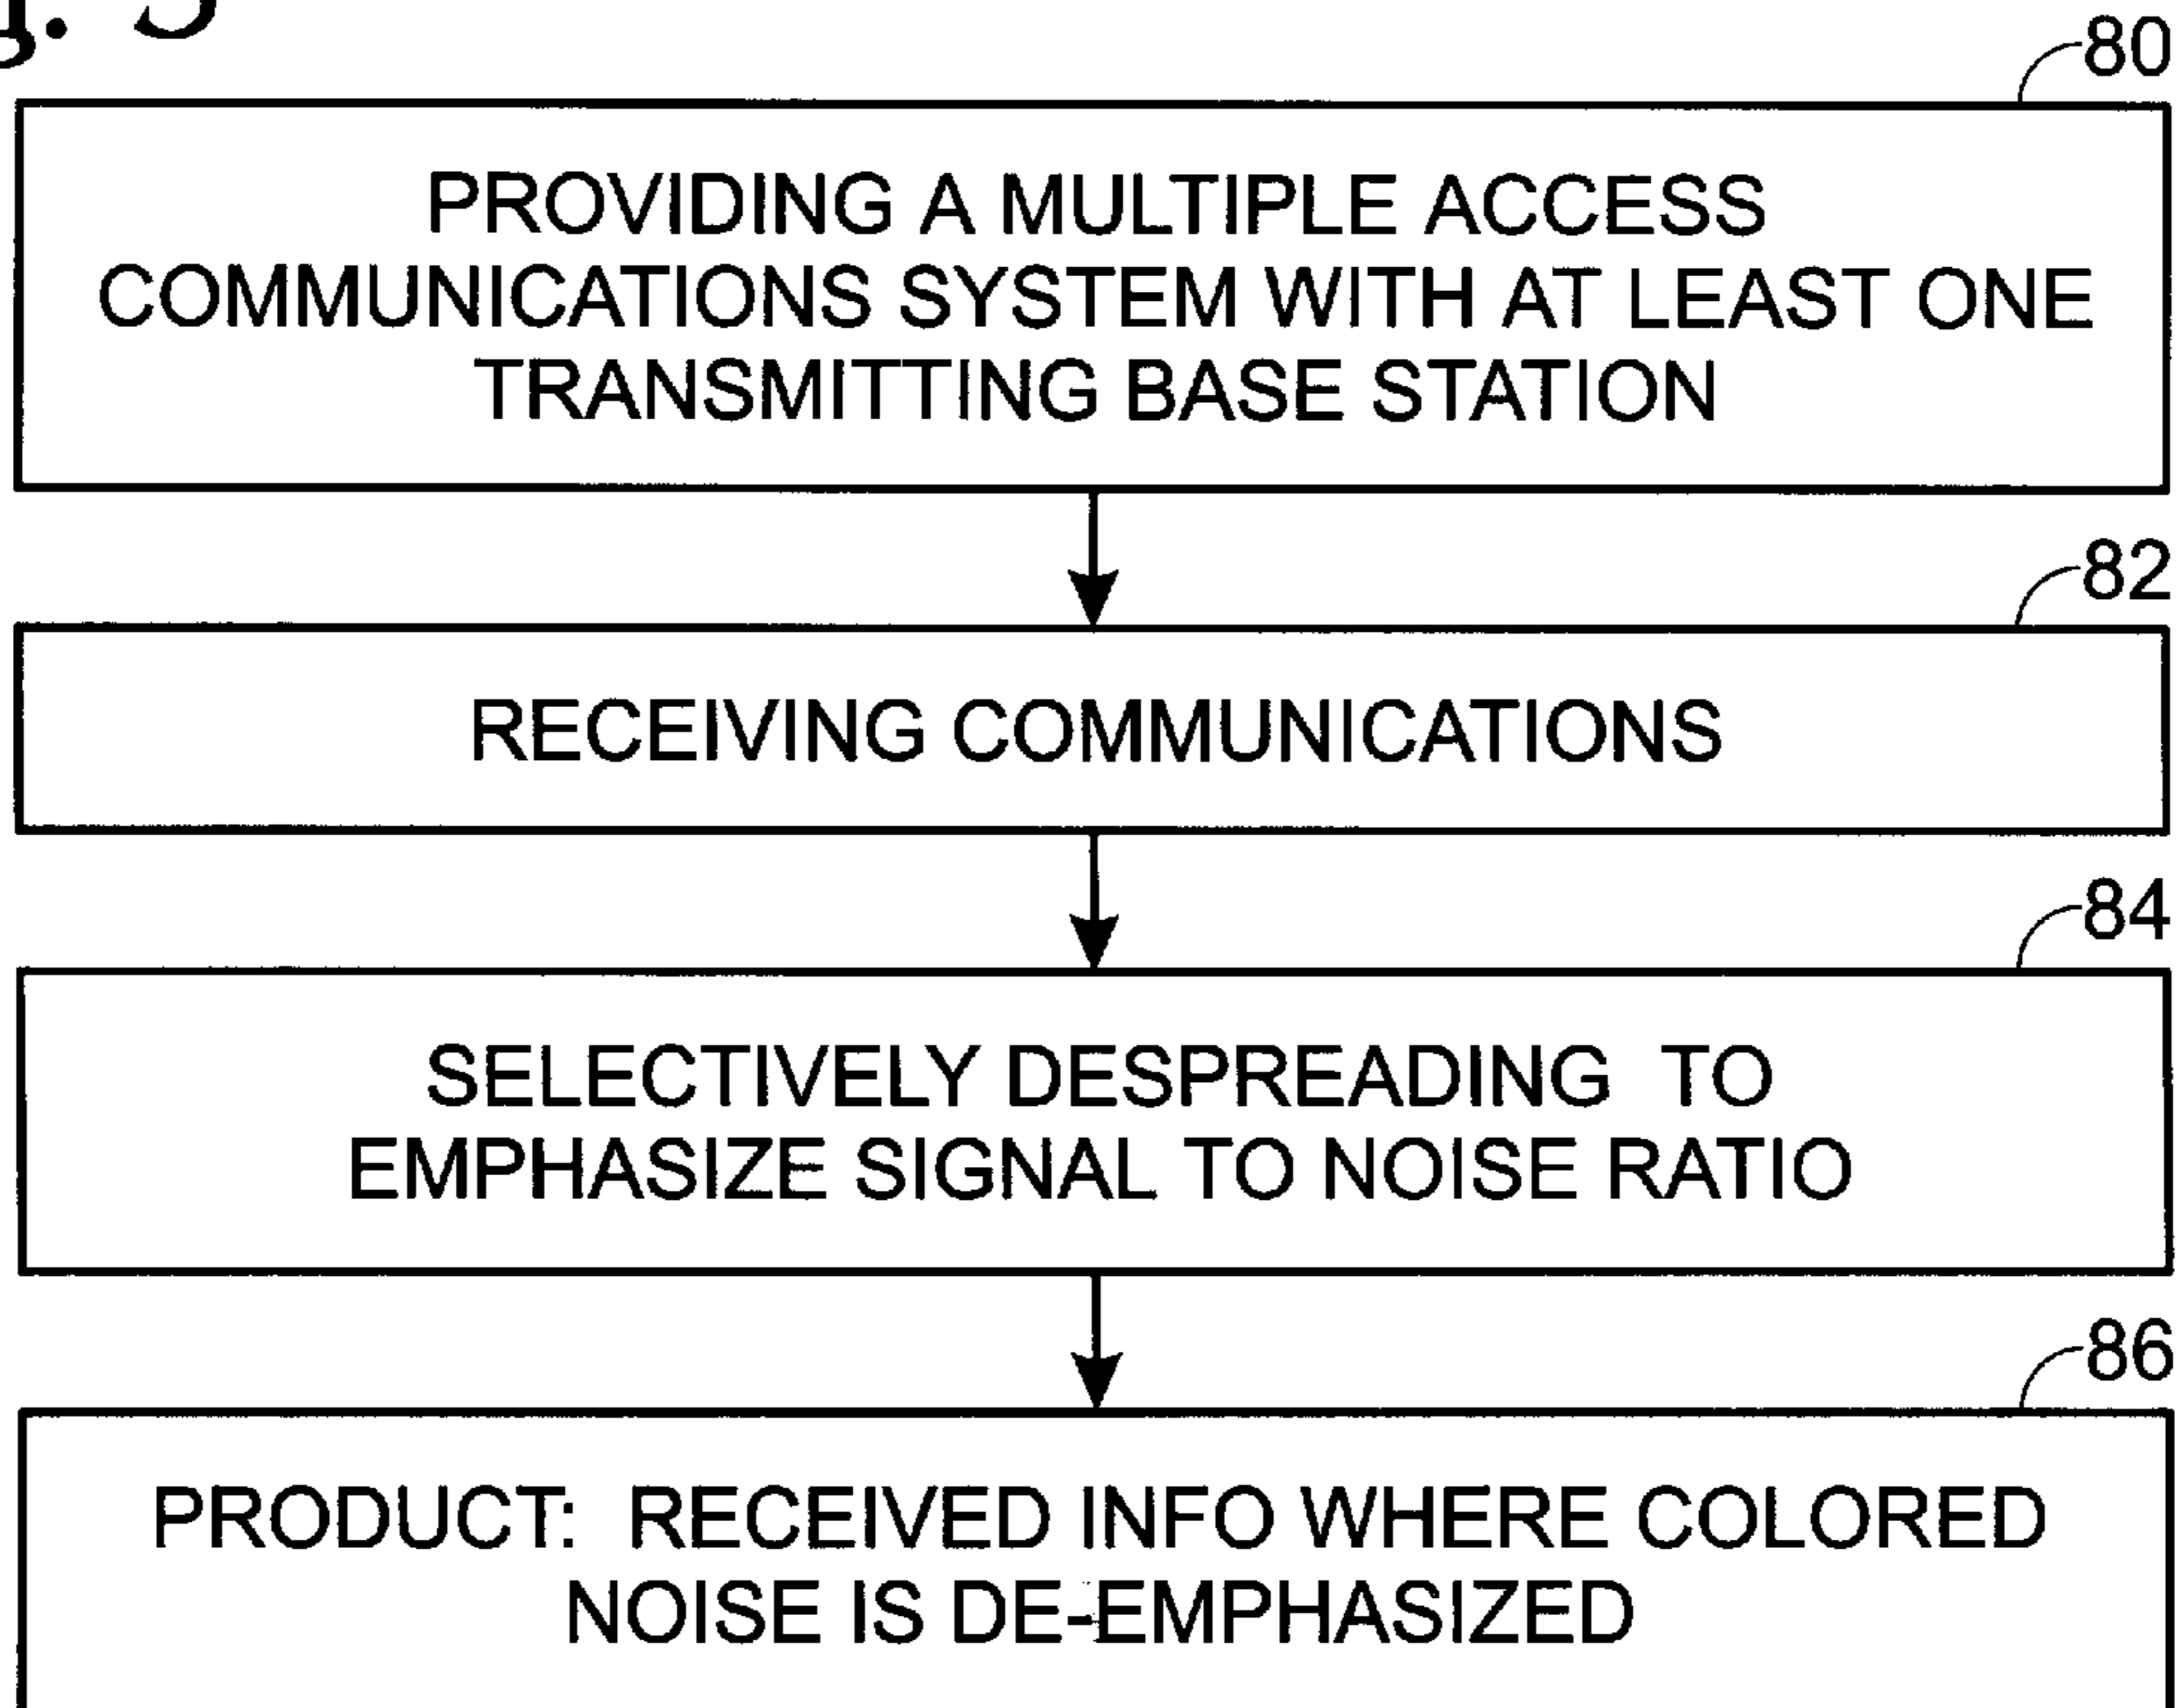 80
PROVIDING A MULTIPLE ACCESS
COMMUNICATIONS SYSTEM WITH AT LEAST ONE
TRANSMITTING BASE STATION
82
RECEIVING COMMUNICATIONS
84
SELECTIVELY DESPREADING TO
EMPHASIZE SIGNAL TO NOISE RATIO
86
PRODUCT: RECEIVED INFO WHERE COLORED
NOISE IS DE-EMPHASIZED